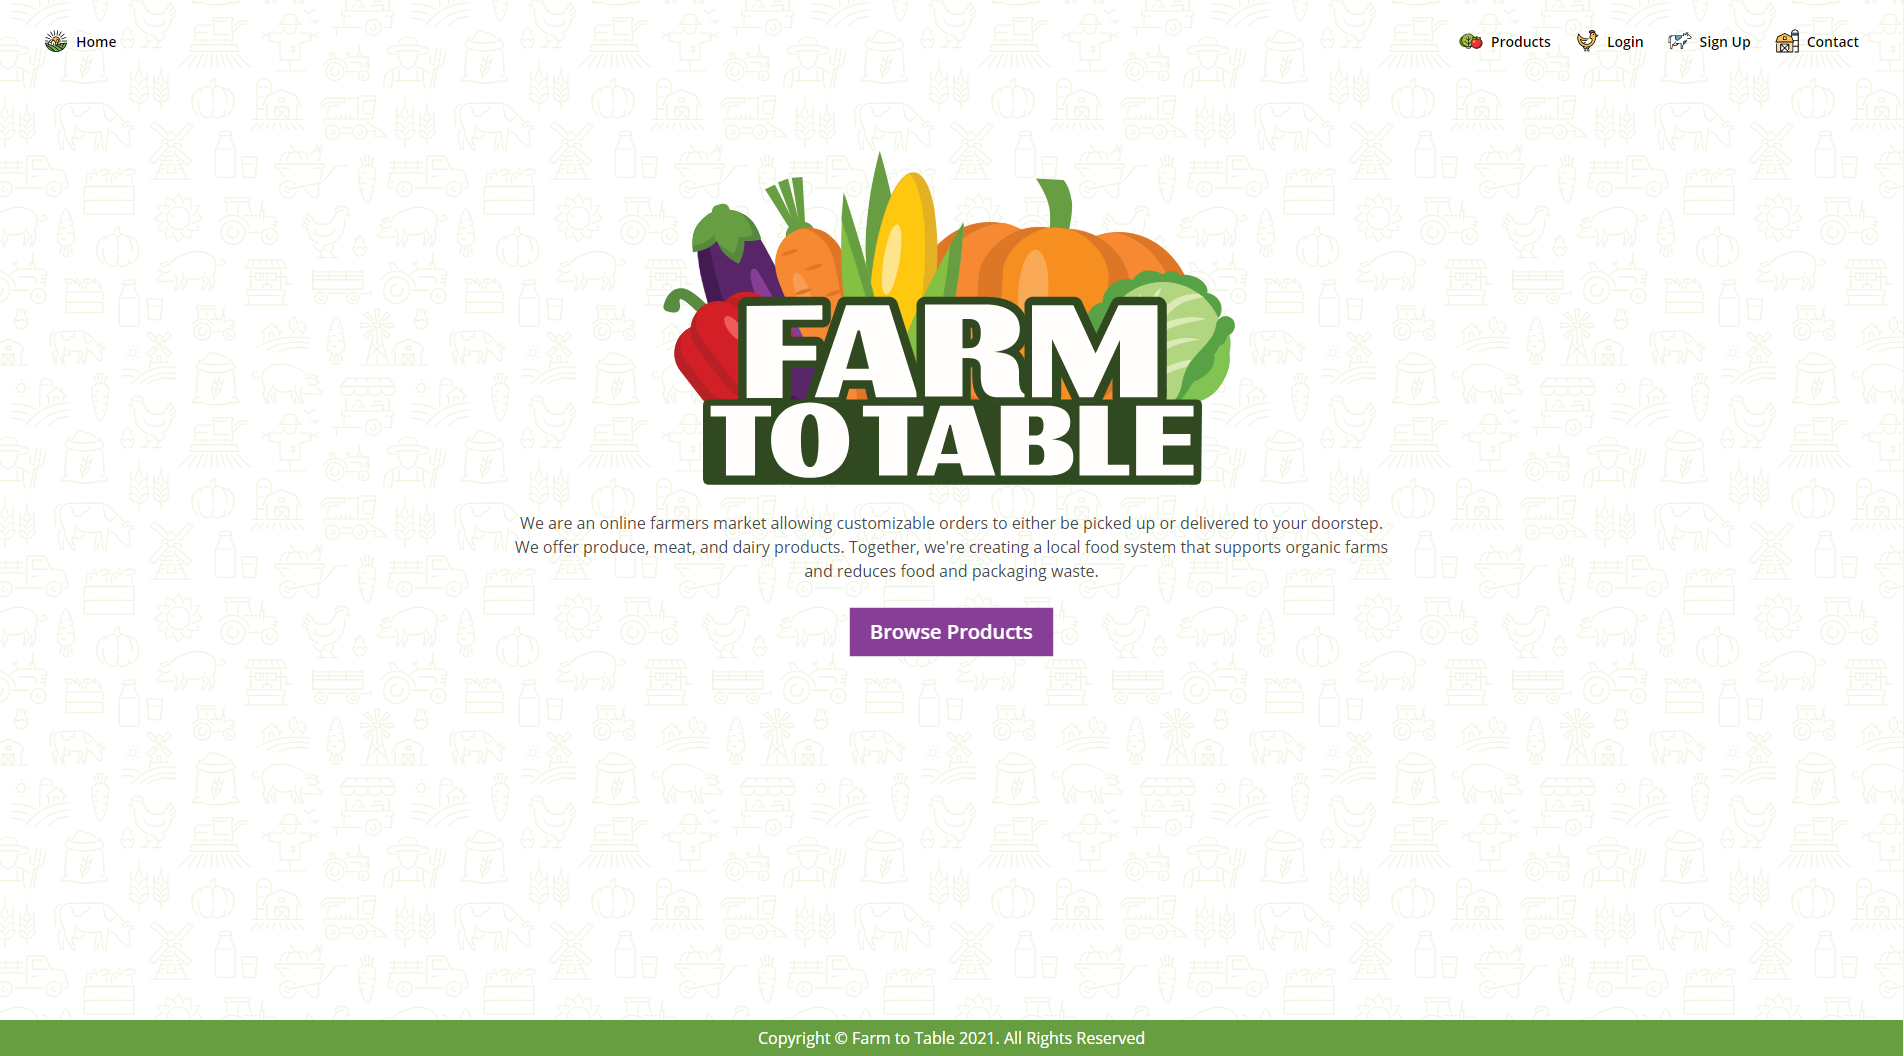 Home
Products
Login
Sign Up
Contact
FARM
TO TABLE
We are an online farmers market allowing customizable orders to either be picked up or delivered to your doorstep.
We offer produce, meat, and dairy products. Together, we're creating a local food system that supports organic farms
and reduces food and packaging waste.
Browse Products
Copyright © Farm to Table 2021. All Rights Reserved